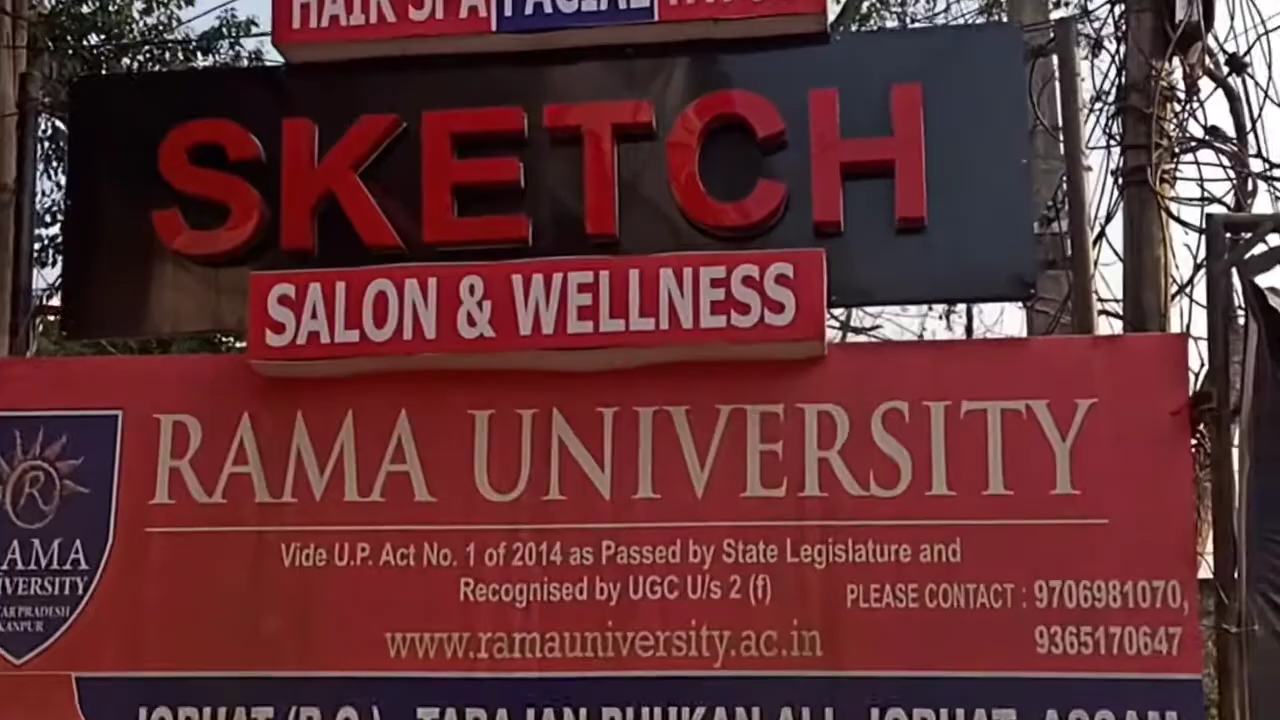 HAIR SPA FACIAL
SKETCH
SALON & WELLNESS
RAMA UNIVERSITY
Vide U.P. Act No. 1 of 2014 as Passed by State Legislature and
Recognised by UGC U/s 2 (f)
PLEASE CONTACT : 9706981070,
9365170647
www.ramauniversity.ac.in
R
RAMA
UNIVERSITY
UTTAR PRADESH
KANPUR
JORHAT (R.O.) TARAJAN PHUKAN ALI, JORHAT, ASSAM